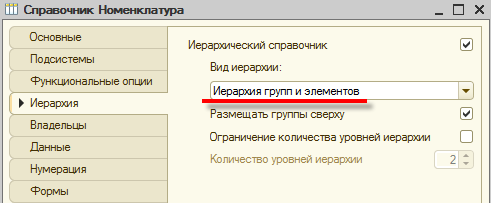 Справочник Номенклатура
Основные
Подсистемы
Функциональные опции
Иерархия
Владельцы
Данные
Нумерация
Формы
Иерархический справочник
Вид иерархии:
Иерархия групп и элементов
Размещать группы сверху
Ограничение количества уровней иерархии
Количество уровней иерархии
2